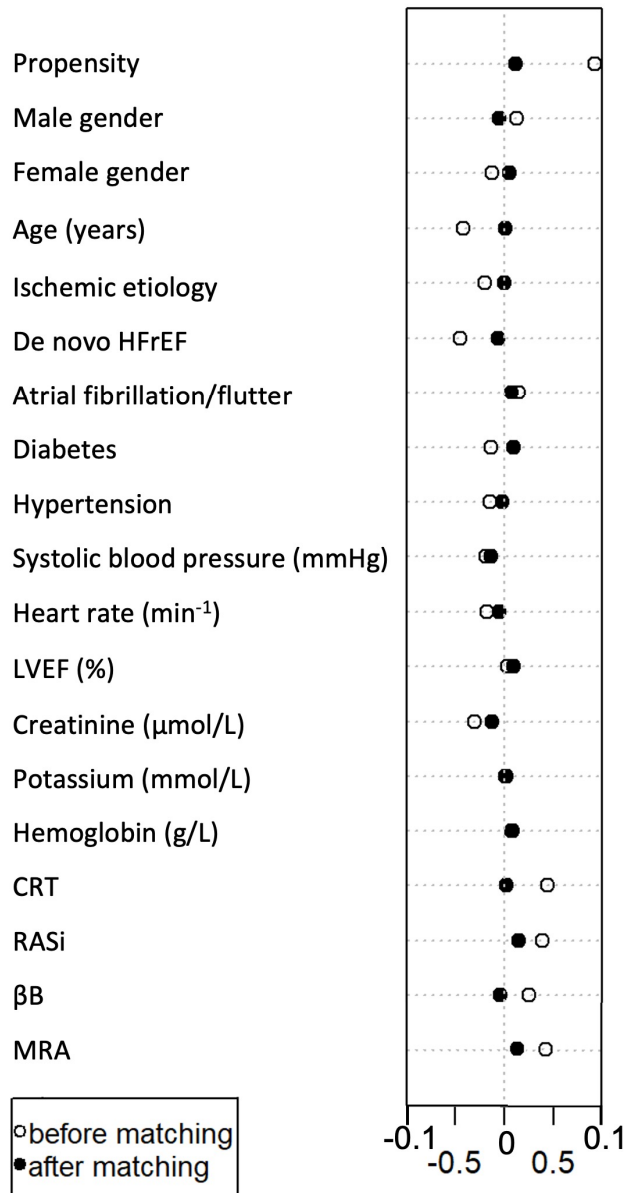 Propensity
Male gender
Female gender
Age (years)
Ischemic etiology
De novo HFrEF
Atrial fibrillation/flutter
Diabetes
Hypertension
Systolic blood pressure (mmHg)
Heart rate (min⁻¹)
LVEF (%)
Creatinine (μmol/L)
Potassium (mmol/L)
Hemoglobin (g/L)
CRT
RASi
βB
MRA
before matching
after matching
-0.1 0 0.1
-0.5 0.5